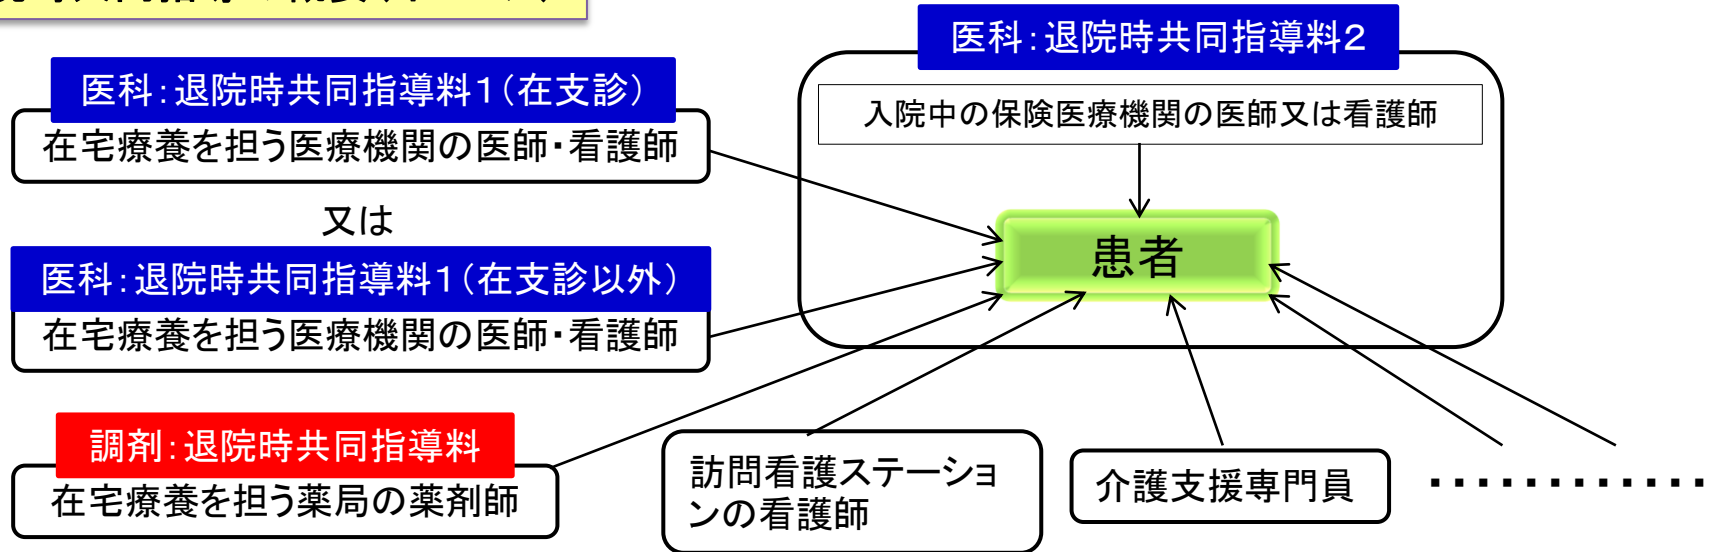 医科：退院時共同指導料２
医科：退院時共同指導料１（在支診）
入院中の保険医療機関の医師又は看護師
在宅療養を担う医療機関の医師・看護師
又は
患者
医科：退院時共同指導料１（在支診以外）
在宅療養を担う医療機関の医師・看護師
調剤：退院時共同指導料
在宅療養を担う薬局の薬剤師
訪問看護ステーショ
ンの看護師
介護支援専門員
・・・・・・・・・・・・